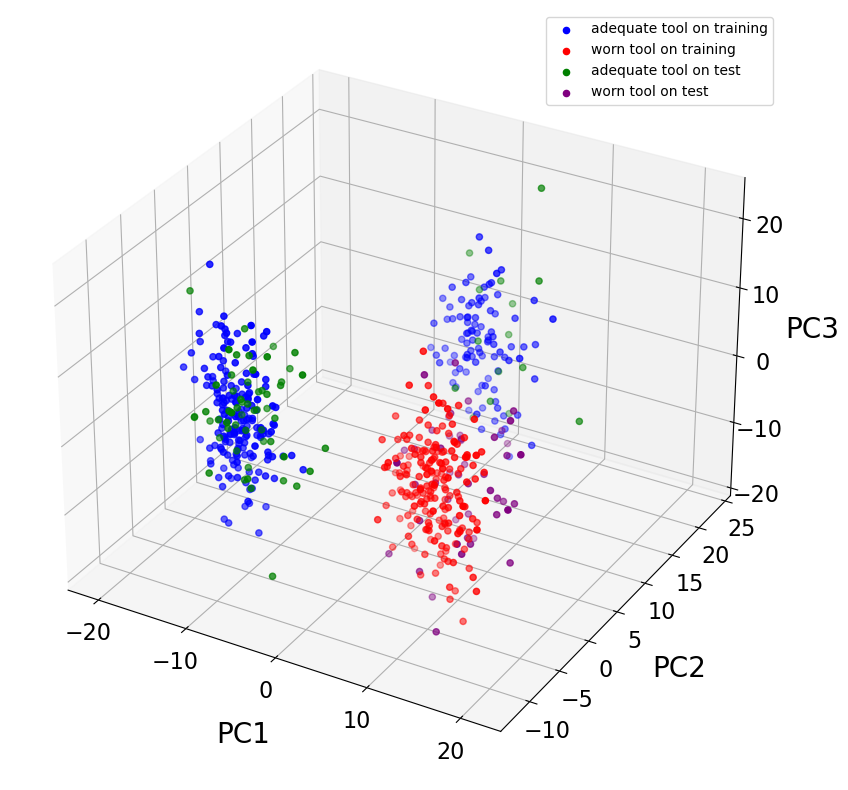 adequate tool on training
worn tool on training
adequate tool on test
worn tool on test
20
10
0
−10
−20
PC3
25
20
15
10
5
0
−5
−10
PC2
−20
−10
0
10
20
PC1